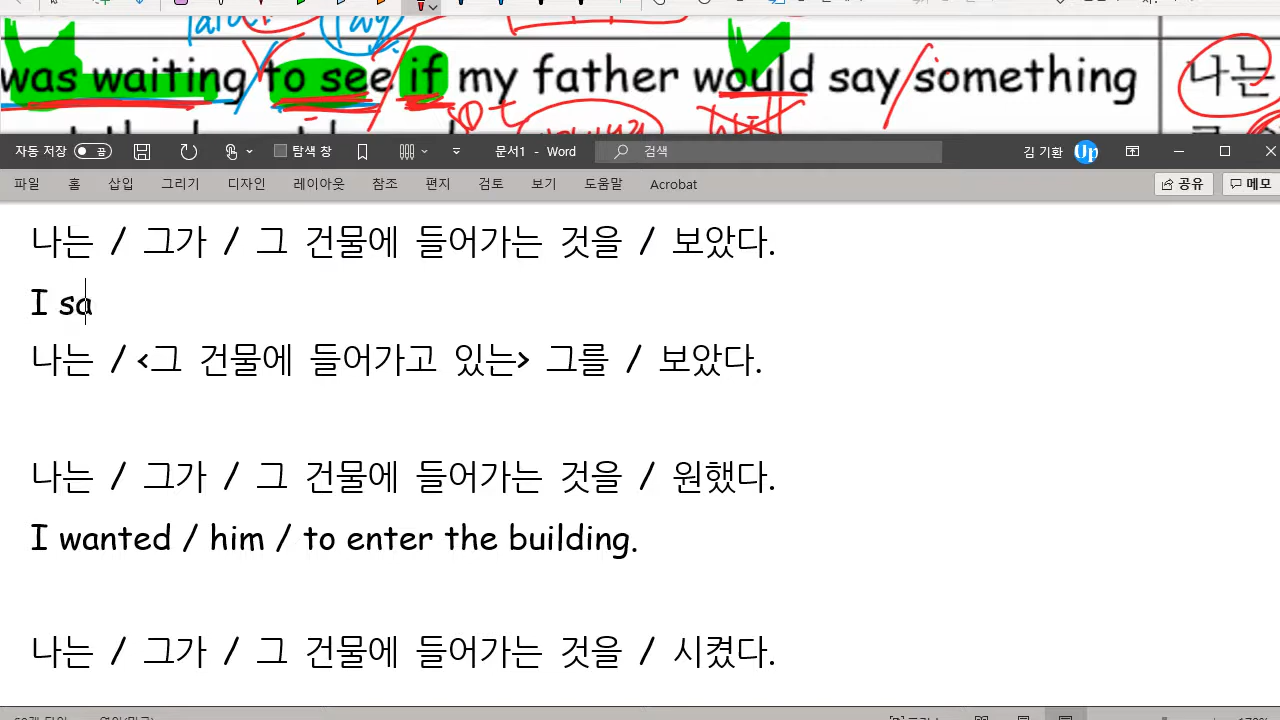 was waiting to see if my father would say something 나는
자동 저장 끔 탐색 창 문서1 - Word 검색 김 기환 Up
파일 홈 삽입 그리기 디자인 레이아웃 참조 편지 검토 보기 도움말 Acrobat 공유 메모
나는 / 그가 / 그 건물에 들어가는 것을 / 보았다.
I sa
나는 / <그 건물에 들어가고 있는> 그를 / 보았다.
나는 / 그가 / 그 건물에 들어가는 것을 / 원했다.
I wanted / him / to enter the building.
나는 / 그가 / 그 건물에 들어가는 것을 / 시켰다.